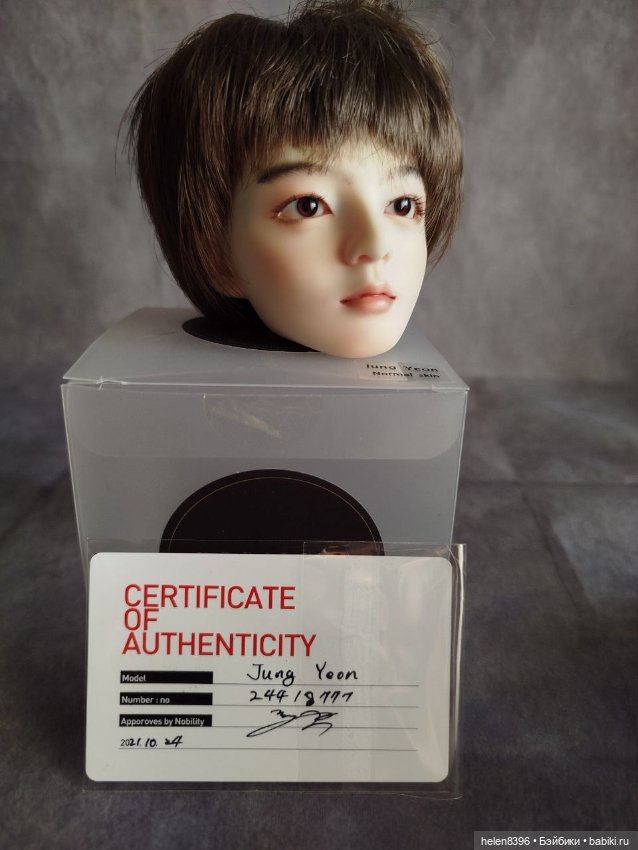 Jung Yeon
Normal skin
CERTIFICATE
OF
AUTHENTICITY
Model Jung Yeon
Number : no 24418777
Apporoves by Nobility
2021.10.24
helen8396 • Бэйбики • babiki.ru